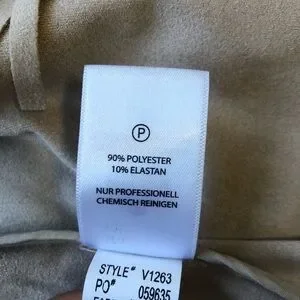 P
90% POLYESTER
10% ELASTAN
NUR PROFESSIONELL
CHEMISCH REINIGEN
STYLE# V1263
PO# 059635